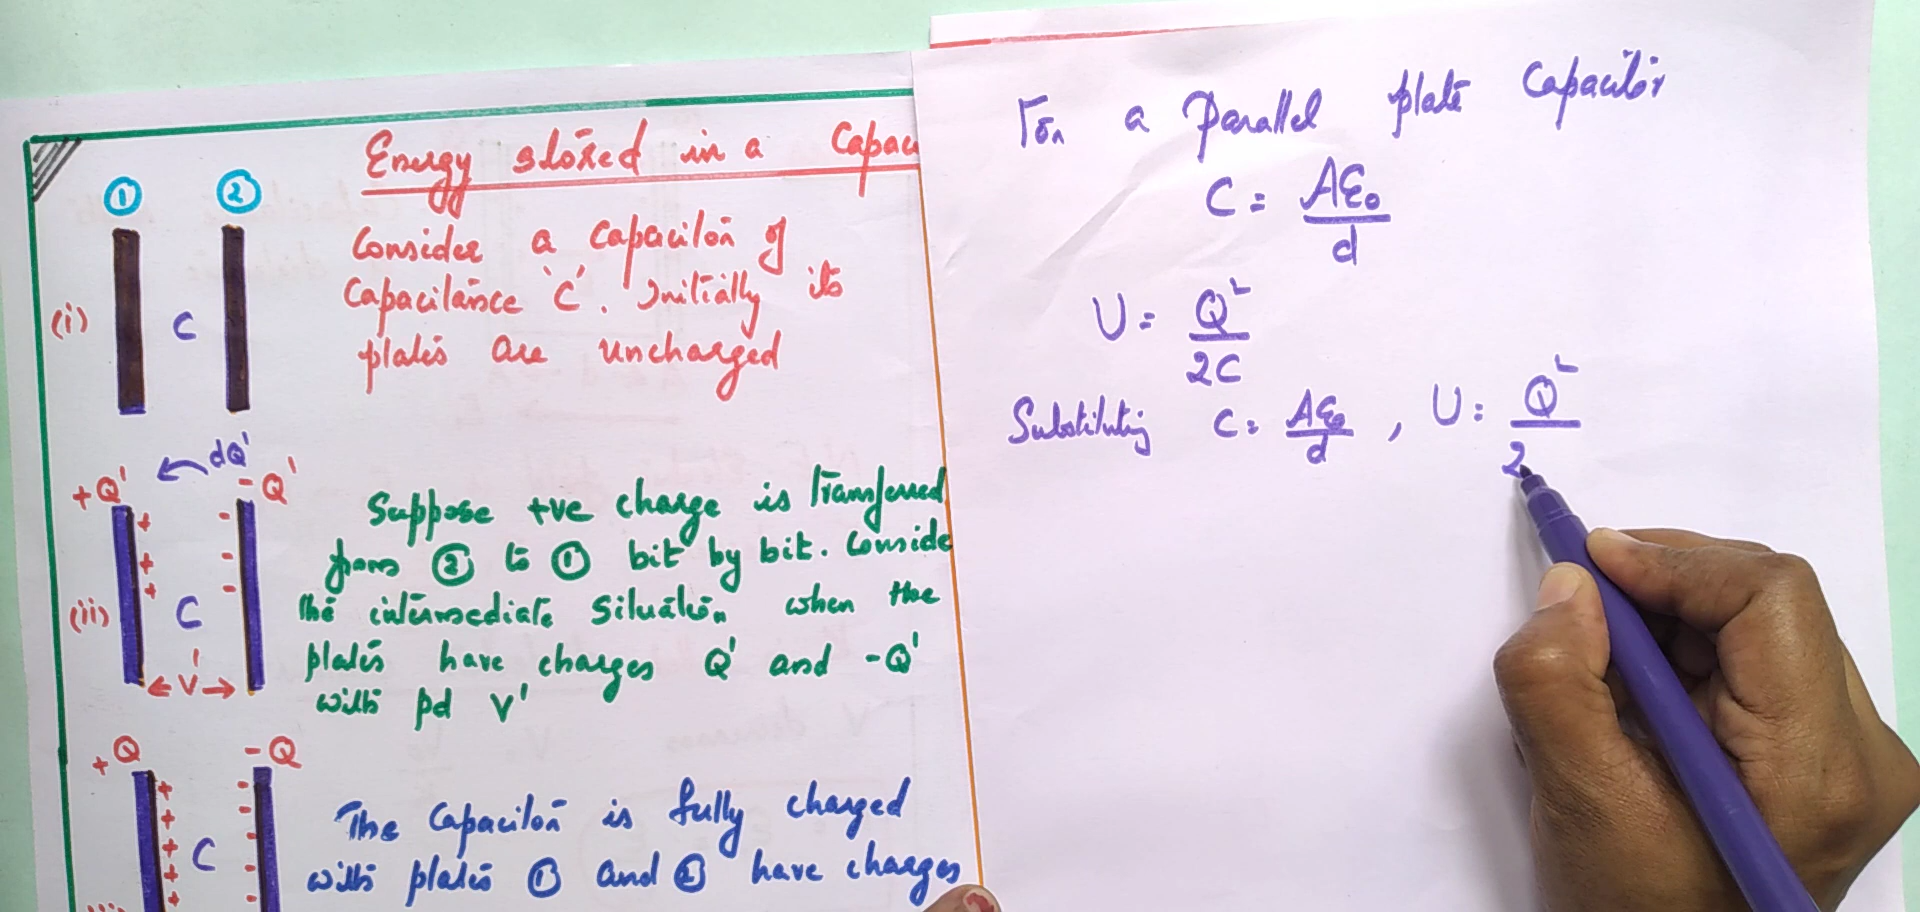 Energy stored in a Capac
① ②
Consider a Capacitor of
Capacitance 'C'. Initially its
plates are uncharged
(i) C
dQ'
+Q' -Q'
Suppose +ve charge is transferred
from ② to ① bit by bit. Conside
the intermediate situation when the
plates have charges Q' and -Q'
with pd V'
(ii) C
V'
+Q -Q
The Capacitor is fully charged
with plates ① and ② have charges
C
For a Parallel plate Capacitor
C = Aε₀/d
U = Q²/2C
Substituting C = Aε₀/d , U = Q²/2